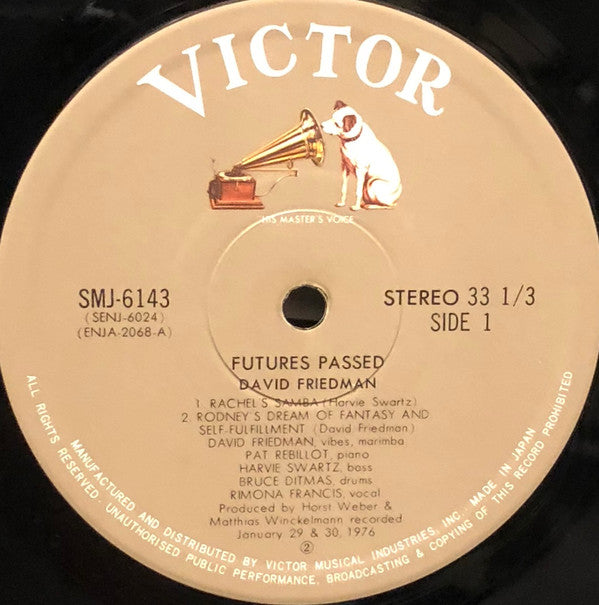 VICTOR
HIS MASTER'S VOICE
SMJ-6143
(SENJ-6024)
(ENJA-2068-A)
STEREO 33 1/3
SIDE 1
FUTURES PASSED
DAVID FRIEDMAN
1. RACHEL'S SAMBA (Harvie Swartz)
2. RODNEY'S DREAM OF FANTASY AND
SELF-FULFILLMENT (David Friedman)
DAVID FRIEDMAN, vibes, marimba
PAT REBILLOT, piano
HARVIE SWARTZ, bass
BRUCE DITMAS, drums
RIMONA FRANCIS, vocal
Produced by Horst Weber &
Matthias Winckelmann recorded
January 29 & 30, 1976
②
MANUFACTURED AND DISTRIBUTED BY VICTOR MUSICAL INDUSTRIES, INC., MADE IN JAPAN
ALL RIGHTS RESERVED. UNAUTHORISED PUBLIC PERFORMANCE, BROADCASTING & COPYING OF THIS RECORD PROHIBITED